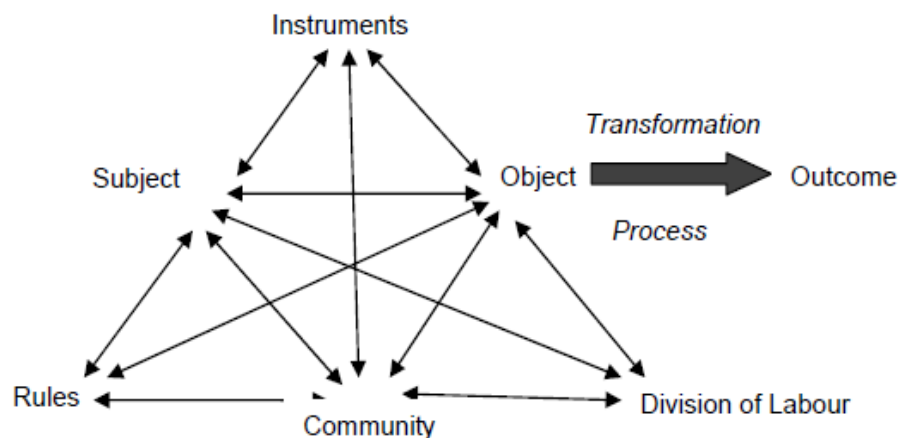 Instruments
Transformation
Subject
Object
Outcome
Process
Rules
Community
Division of Labour